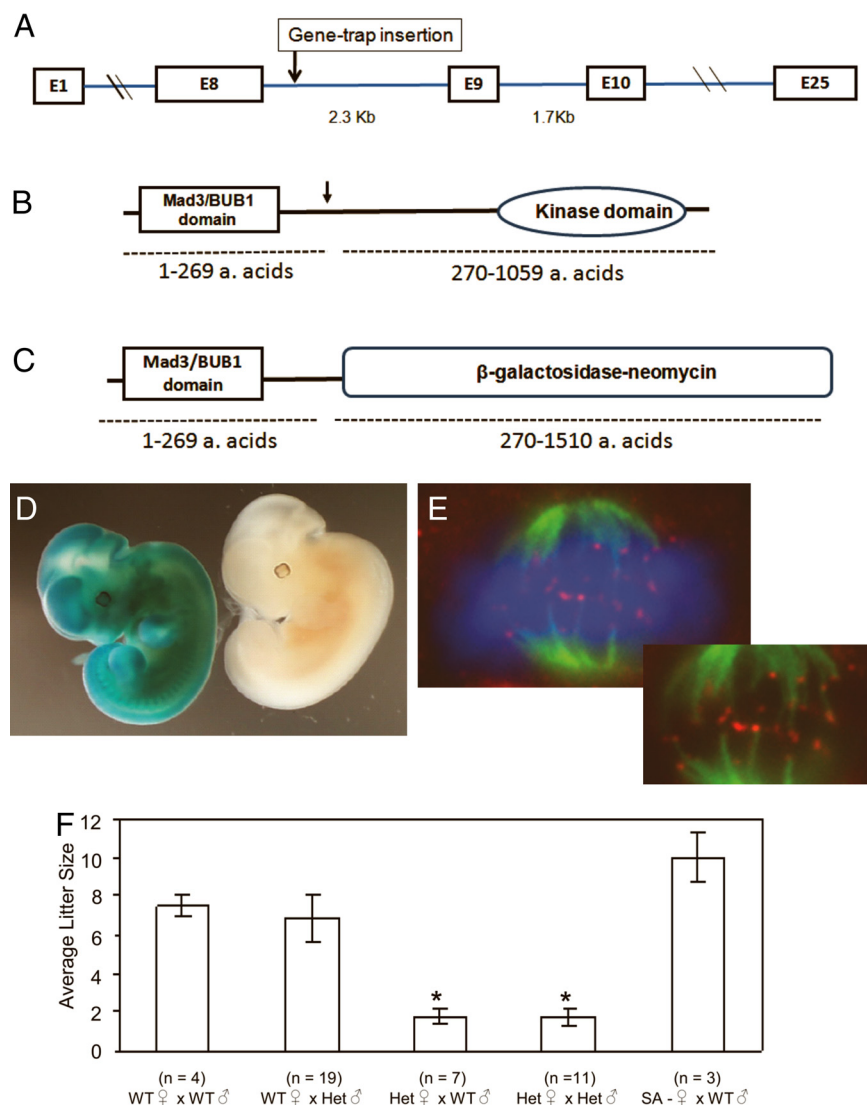 A
Gene-trap insertion
E1
E8
E9
E10
E25
2.3 Kb
1.7Kb
B
Mad3/BUB1
domain
Kinase domain
1-269 a. acids
270-1059 a. acids
C
Mad3/BUB1
domain
β-galactosidase-neomycin
1-269 a. acids
270-1510 a. acids
D
E
F
Average Litter Size
12
10
8
6
4
2
0
*
*
(n = 4)
WT ♀ x WT ♂
(n = 19)
WT ♀ x Het ♂
(n = 7)
Het ♀ x WT ♂
(n =11)
Het ♀ x Het ♂
(n = 3)
SA - ♀ x WT ♂